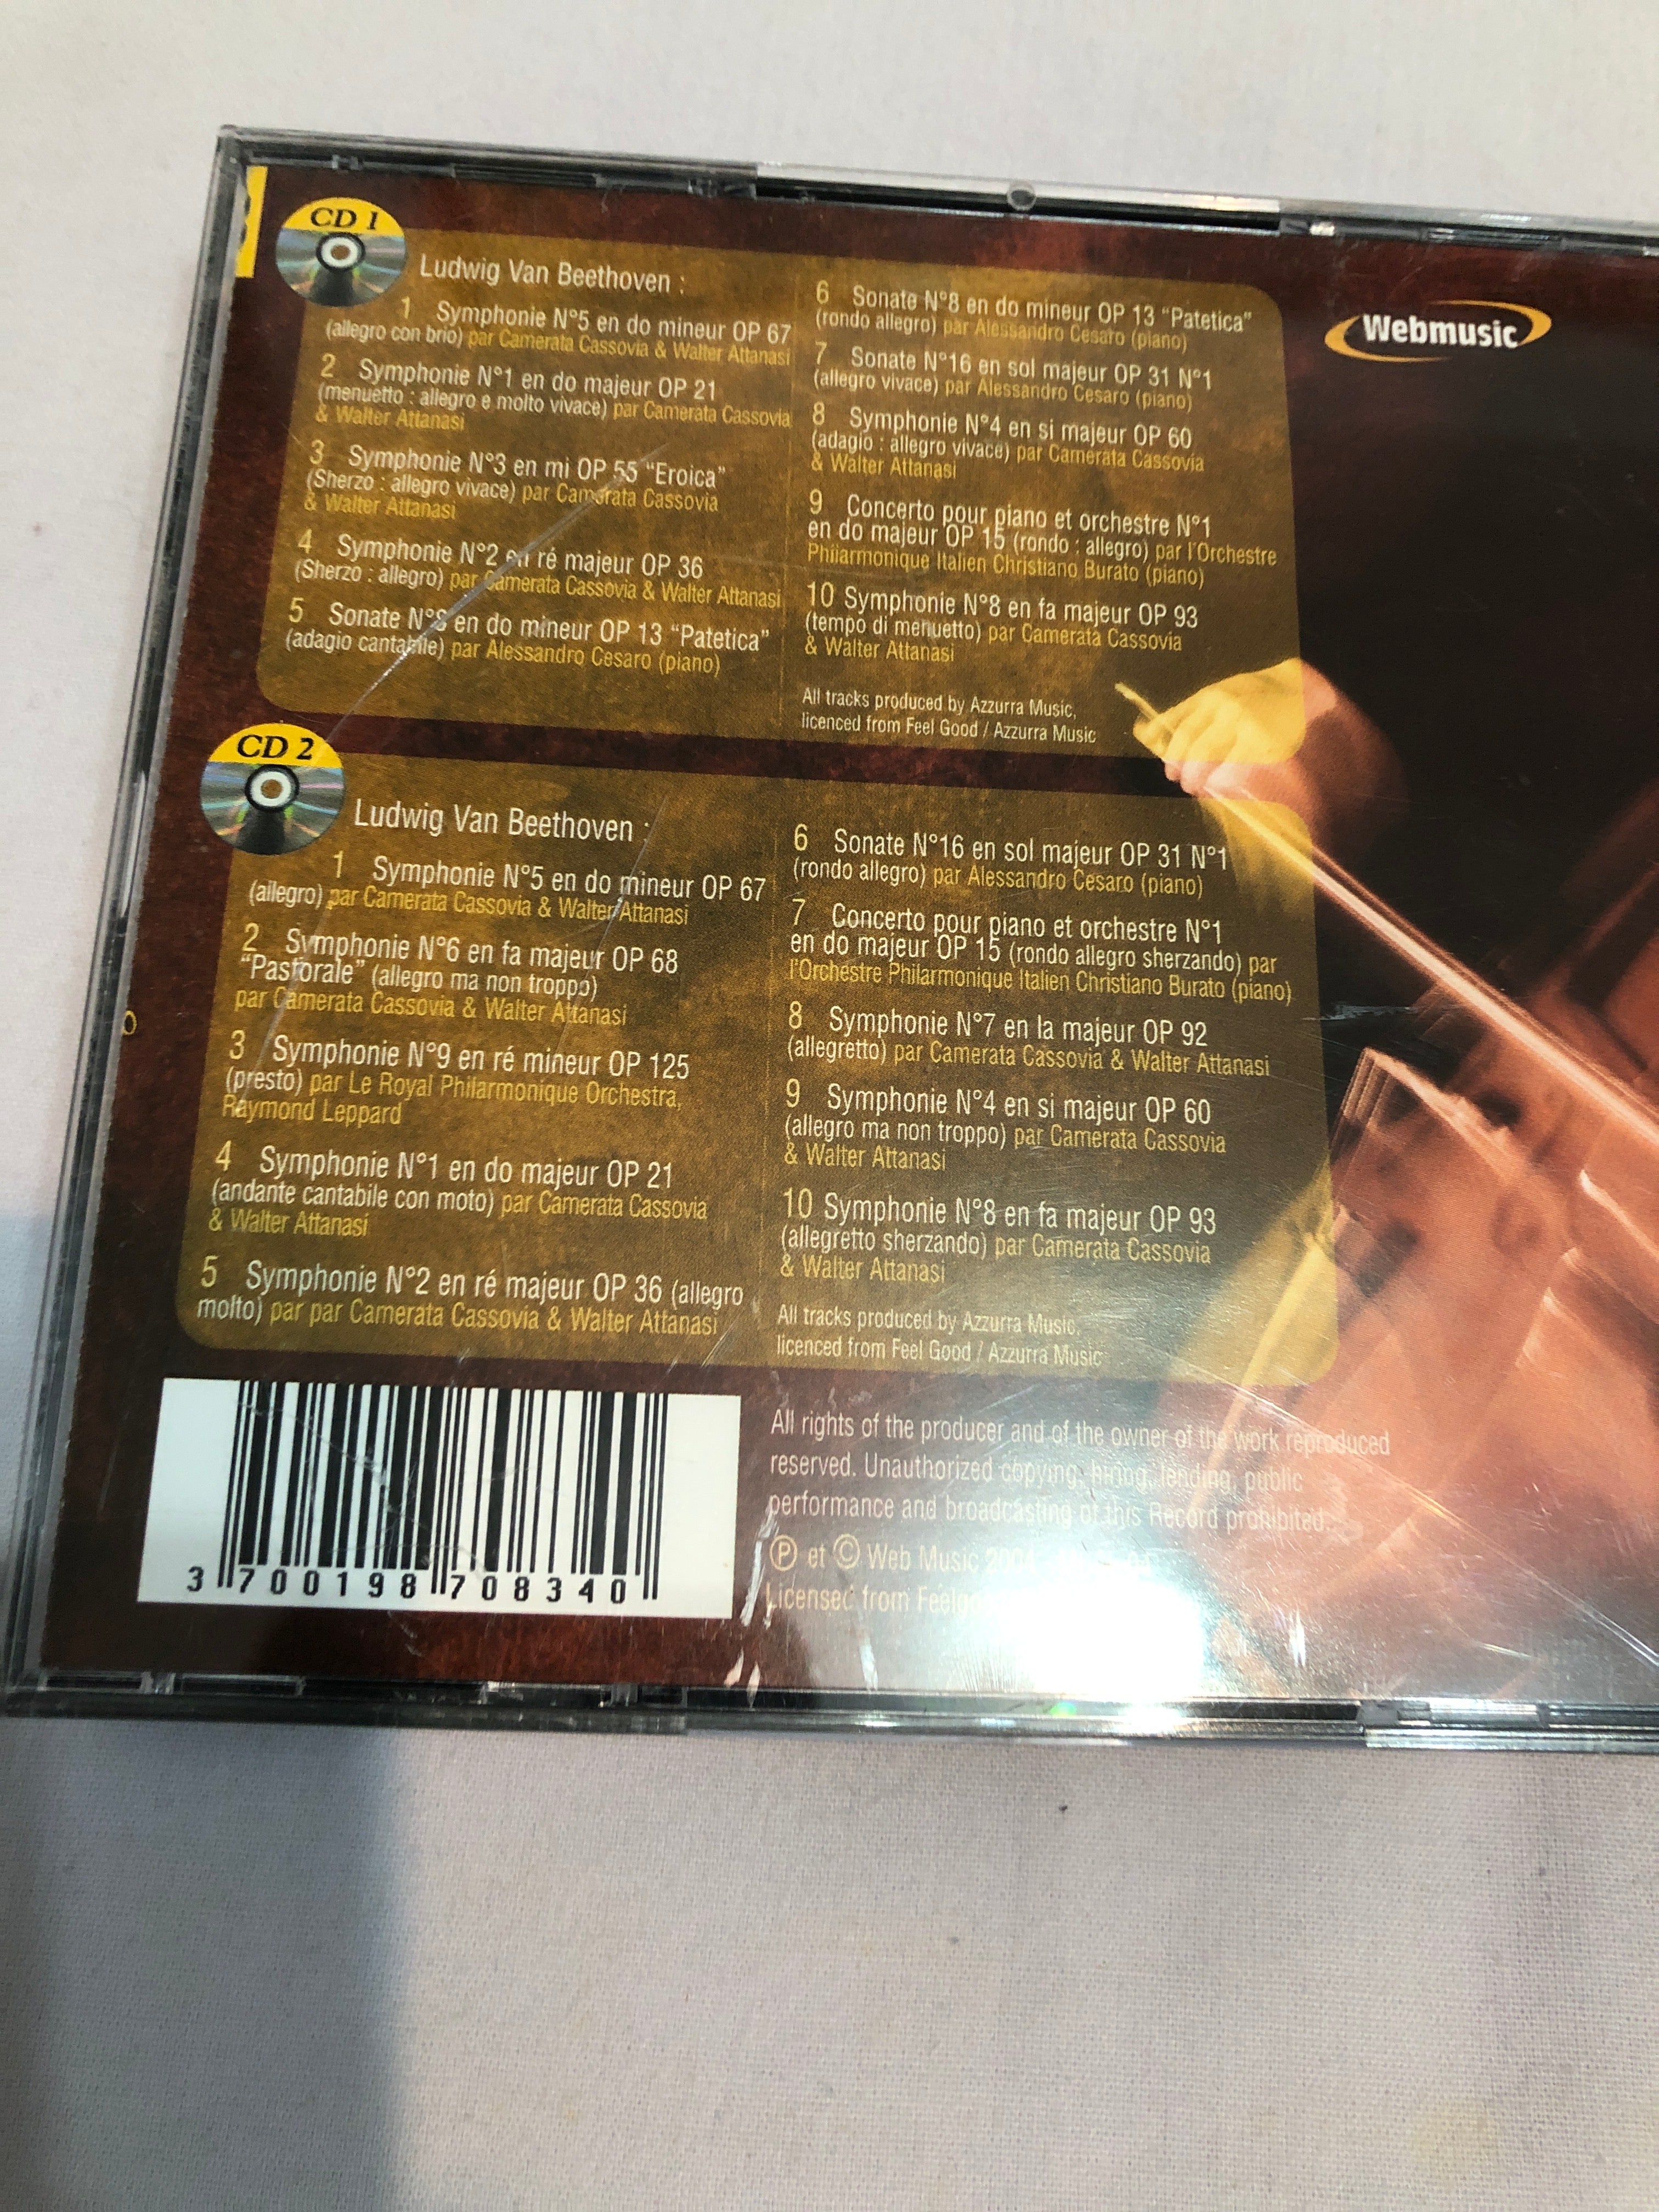 CD 1
Ludwig Van Beethoven :
1 Symphonie N°5 en do mineur OP 67
(allegro con brio) par Camerata Cassovia & Walter Attanasi
2 Symphonie N°1 en do majeur OP 21
(menuetto : allegro e molto vivace) par Camerata Cassovia
& Walter Attanasi
3 Symphonie N°3 en mi OP 55 “Eroica”
(Sherzo : allegro vivace) par Camerata Cassovia
& Walter Attanasi
4 Symphonie N°2 en ré majeur OP 36
(Sherzo : allegro) par Camerata Cassovia & Walter Attanasi
5 Sonate N°8 en do mineur OP 13 “Patetica”
(adagio cantabile) par Alessandro Cesaro (piano)
6 Sonate N°8 en do mineur OP 13 “Patetica”
(rondo allegro) par Alessandro Cesaro (piano)
7 Sonate N°16 en sol majeur OP 31 N°1
(allegro vivace) par Alessandro Cesaro (piano)
8 Symphonie N°4 en si majeur OP 60
(adagio : allegro vivace) par Camerata Cassovia
& Walter Attanasi
9 Concerto pour piano et orchestre N°1
en do majeur OP 15 (rondo : allegro) par l'Orchestre
Philarmonique Italien Christiano Burato (piano)
10 Symphonie N°8 en fa majeur OP 93
(tempo di menuetto) par Camerata Cassovia
& Walter Attanasi
All tracks produced by Azzurra Music,
licenced from Feel Good / Azzurra Music
Webmusic
CD 2
Ludwig Van Beethoven :
1 Symphonie N°5 en do mineur OP 67
(allegro) par Camerata Cassovia & Walter Attanasi
2 Symphonie N°6 en fa majeur OP 68
“Pastorale” (allegro ma non troppo)
par Camerata Cassovia & Walter Attanasi
3 Symphonie N°9 en ré mineur OP 125
(presto) par Le Royal Philarmonique Orchestra,
Raymond Leppard
4 Symphonie N°1 en do majeur OP 21
(andante cantabile con moto) par Camerata Cassovia
& Walter Attanasi
5 Symphonie N°2 en ré majeur OP 36 (allegro
molto) par par Camerata Cassovia & Walter Attanasi
6 Sonate N°16 en sol majeur OP 31 N°1
(rondo allegro) par Alessandro Cesaro (piano)
7 Concerto pour piano et orchestre N°1
en do majeur OP 15 (rondo allegro sherzando) par
l'Orchestre Philarmonique Italien Christiano Burato (piano)
8 Symphonie N°7 en la majeur OP 92
(allegretto) par Camerata Cassovia & Walter Attanasi
9 Symphonie N°4 en si majeur OP 60
(allegro ma non troppo) par Camerata Cassovia
& Walter Attanasi
10 Symphonie N°8 en fa majeur OP 93
(allegretto sherzando) par Camerata Cassovia
& Walter Attanasi
All tracks produced by Azzurra Music,
licenced from Feel Good / Azzurra Music
3 700198 708340
All rights of the producer and of the owner of the work reproduced
reserved. Unauthorized copying, hiring, lending, public
performance and broadcasting of this Record prohibited.
Ⓟ et © Web Music
Licensed from